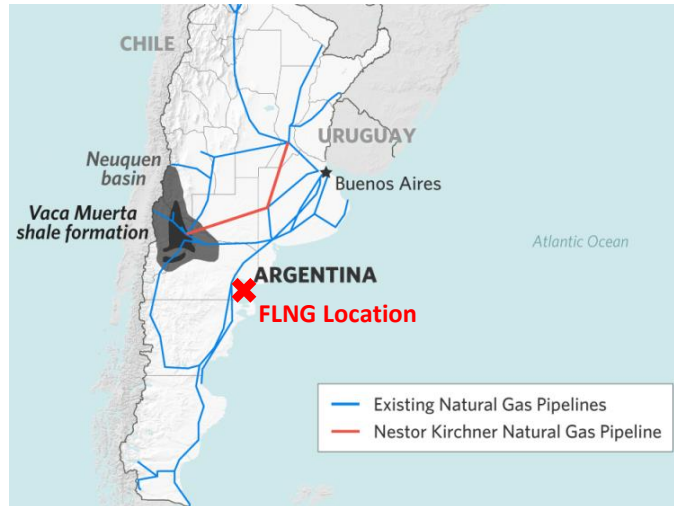 CHILE
URUGUAY
Neuquen
basin
Buenos Aires
Vaca Muerta
shale formation
Atlantic Ocean
ARGENTINA
FLNG Location
Existing Natural Gas Pipelines
Nestor Kirchner Natural Gas Pipeline